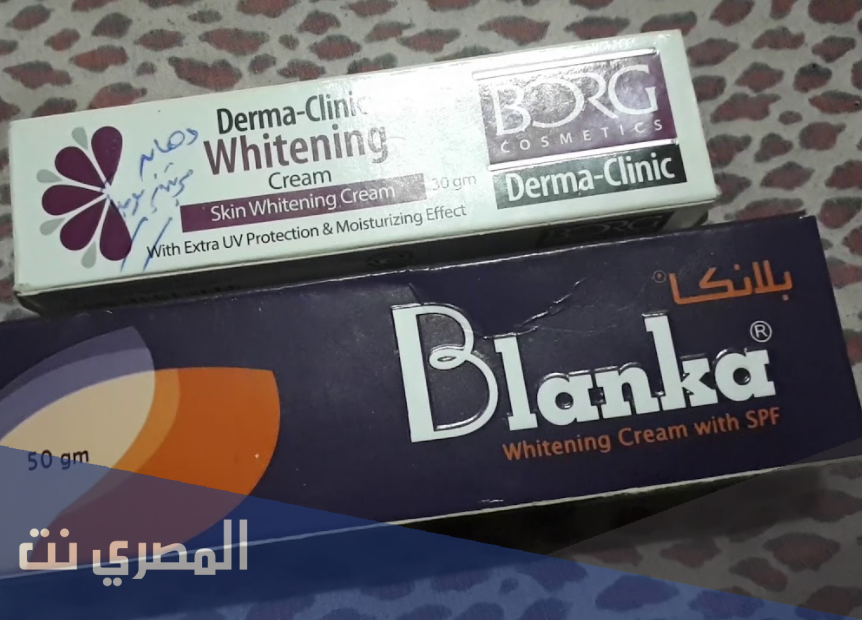 Derma-Clinic
Whitening
Cream
Skin Whitening Cream
30 gm
With Extra UV Protection & Moisturizing Effect
BORG
COSMETICS
Derma-Clinic
BORG
بلانكا
Blanka®
Whitening Cream with SPF
50 gm
المصري نت